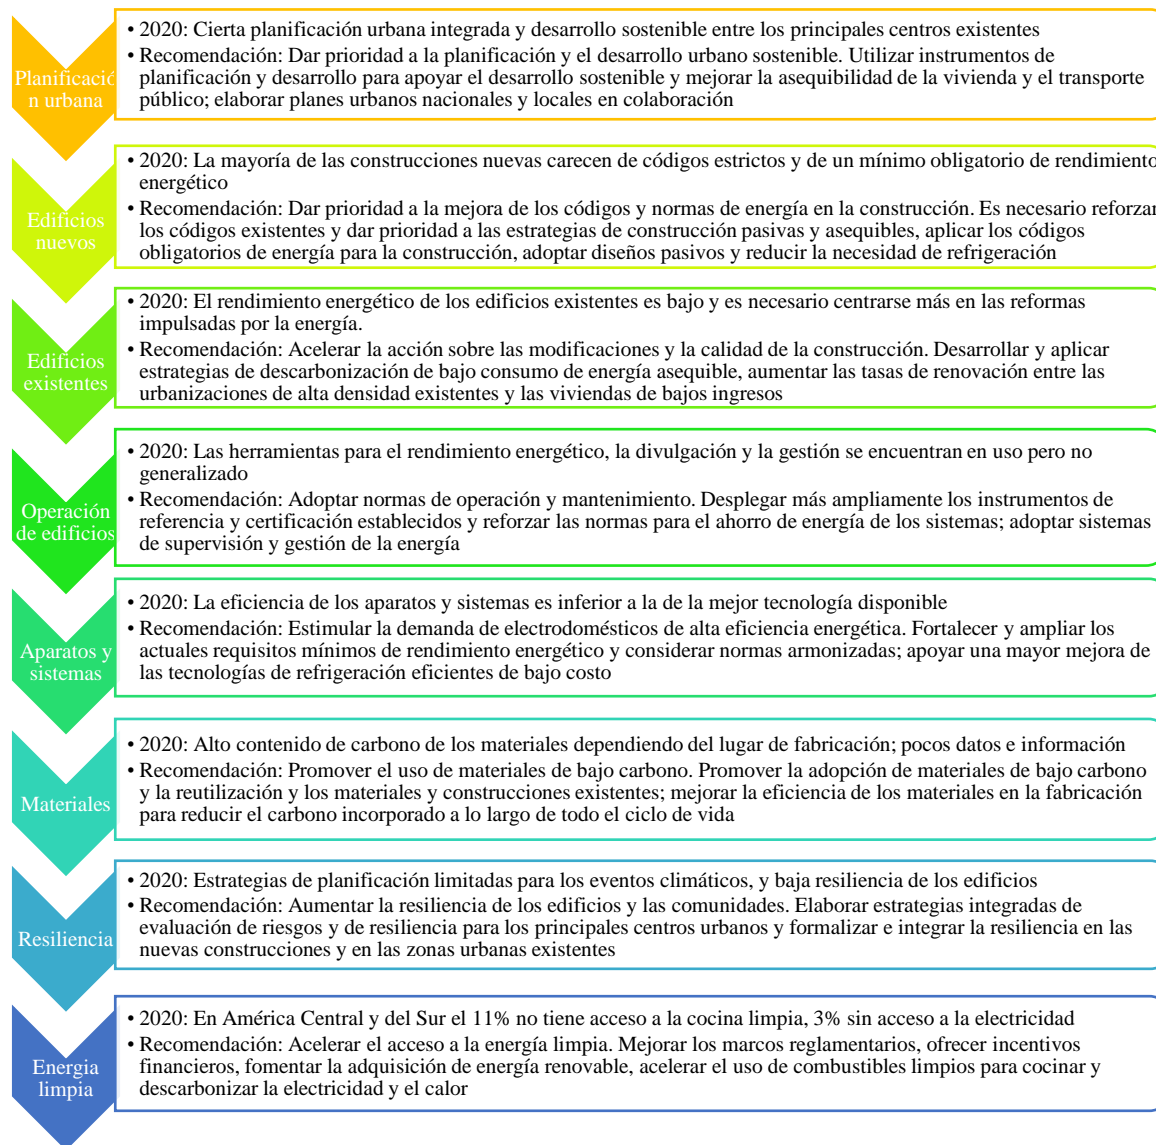 Planificació
n urbana
• 2020: Cierta planificación urbana integrada y desarrollo sostenible entre los principales centros existentes
• Recomendación: Dar prioridad a la planificación y el desarrollo urbano sostenible. Utilizar instrumentos de
planificación y desarrollo para apoyar el desarrollo sostenible y mejorar la asequibilidad de la vivienda y el transporte
público; elaborar planes urbanos nacionales y locales en colaboración
Edificios
nuevos
• 2020: La mayoría de las construcciones nuevas carecen de códigos estrictos y de un mínimo obligatorio de rendimiento
energético
• Recomendación: Dar prioridad a la mejora de los códigos y normas de energía en la construcción. Es necesario reforzar
los códigos existentes y dar prioridad a las estrategias de construcción pasivas y asequibles, aplicar los códigos
obligatorios de energía para la construcción, adoptar diseños pasivos y reducir la necesidad de refrigeración
Edificios
existentes
• 2020: El rendimiento energético de los edificios existentes es bajo y es necesario centrarse más en las reformas
impulsadas por la energía.
• Recomendación: Acelerar la acción sobre las modificaciones y la calidad de la construcción. Desarrollar y aplicar
estrategias de descarbonización de bajo consumo de energía asequible, aumentar las tasas de renovación entre las
urbanizaciones de alta densidad existentes y las viviendas de bajos ingresos
Operación
de edificios
• 2020: Las herramientas para el rendimiento energético, la divulgación y la gestión se encuentran en uso pero no
generalizado
• Recomendación: Adoptar normas de operación y mantenimiento. Desplegar más ampliamente los instrumentos de
referencia y certificación establecidos y reforzar las normas para el ahorro de energía de los sistemas; adoptar sistemas
de supervisión y gestión de la energía
Aparatos y
sistemas
• 2020: La eficiencia de los aparatos y sistemas es inferior a la de la mejor tecnología disponible
• Recomendación: Estimular la demanda de electrodomésticos de alta eficiencia energética. Fortalecer y ampliar los
actuales requisitos mínimos de rendimiento energético y considerar normas armonizadas; apoyar una mayor mejora de
las tecnologías de refrigeración eficientes de bajo costo
Materiales
• 2020: Alto contenido de carbono de los materiales dependiendo del lugar de fabricación; pocos datos e información
• Recomendación: Promover el uso de materiales de bajo carbono. Promover la adopción de materiales de bajo carbono
y la reutilización y los materiales y construcciones existentes; mejorar la eficiencia de los materiales en la fabricación
para reducir el carbono incorporado a lo largo de todo el ciclo de vida
Resiliencia
• 2020: Estrategias de planificación limitadas para los eventos climáticos, y baja resiliencia de los edificios
• Recomendación: Aumentar la resiliencia de los edificios y las comunidades. Elaborar estrategias integradas de
evaluación de riesgos y de resiliencia para los principales centros urbanos y formalizar e integrar la resiliencia en las
nuevas construcciones y en las zonas urbanas existentes
Energia
limpia
• 2020: En América Central y del Sur el 11% no tiene acceso a la cocina limpia, 3% sin acceso a la electricidad
• Recomendación: Acelerar el acceso a la energía limpia. Mejorar los marcos reglamentarios, ofrecer incentivos
financieros, fomentar la adquisición de energía renovable, acelerar el uso de combustibles limpios para cocinar y
descarbonizar la electricidad y el calor